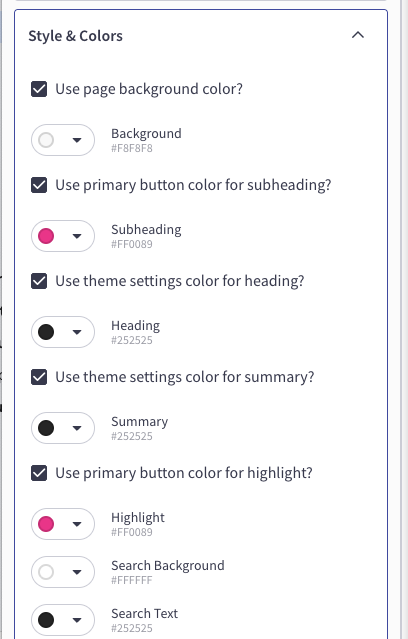 Style & Colors
Use page background color?
Background
#F8F8F8
Use primary button color for subheading?
Subheading
#FF0089
Use theme settings color for heading?
Heading
#252525
Use theme settings color for summary?
Summary
#252525
Use primary button color for highlight?
Highlight
#FF0089
Search Background
#FFFFFF
Search Text
#252525